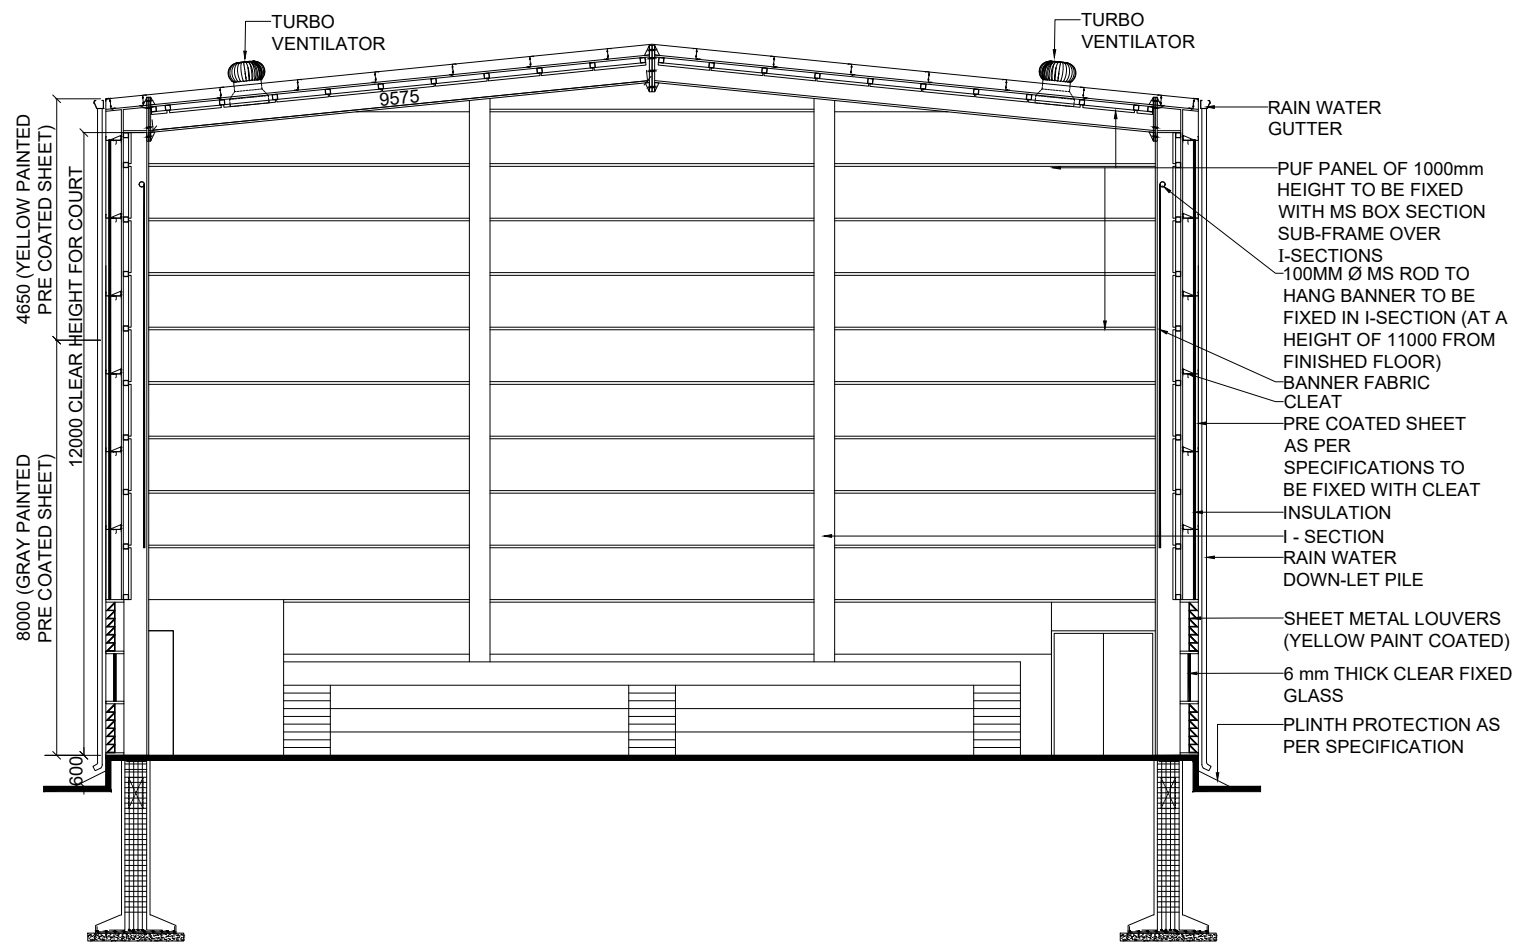 TURBO
VENTILATOR
TURBO
VENTILATOR
9575
4650 (YELLOW PAINTED
PRE COATED SHEET)
12000 CLEAR HEIGHT FOR COURT
8000 (GRAY PAINTED
PRE COATED SHEET)
600
RAIN WATER
GUTTER
PUF PANEL OF 1000mm
HEIGHT TO BE FIXED
WITH MS BOX SECTION
SUB-FRAME OVER
I-SECTIONS
100MM Ø MS ROD TO
HANG BANNER TO BE
FIXED IN I-SECTION (AT A
HEIGHT OF 11000 FROM
FINISHED FLOOR)
BANNER FABRIC
CLEAT
PRE COATED SHEET
AS PER
SPECIFICATIONS TO
BE FIXED WITH CLEAT
INSULATION
I - SECTION
RAIN WATER
DOWN-LET PILE
SHEET METAL LOUVERS
(YELLOW PAINT COATED)
6 mm THICK CLEAR FIXED
GLASS
PLINTH PROTECTION AS
PER SPECIFICATION